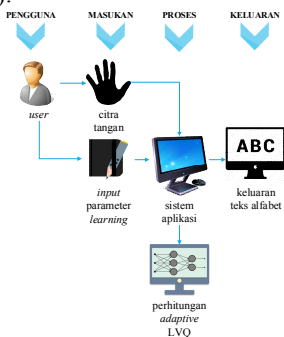 ).
PENGGUNA MASUKAN PROSES KELUARAN
user
citra
tangan
ABC
input
parameter
learning
sistem
aplikasi
keluaran
teks alfabet
perhitungan
adaptive
LVQ